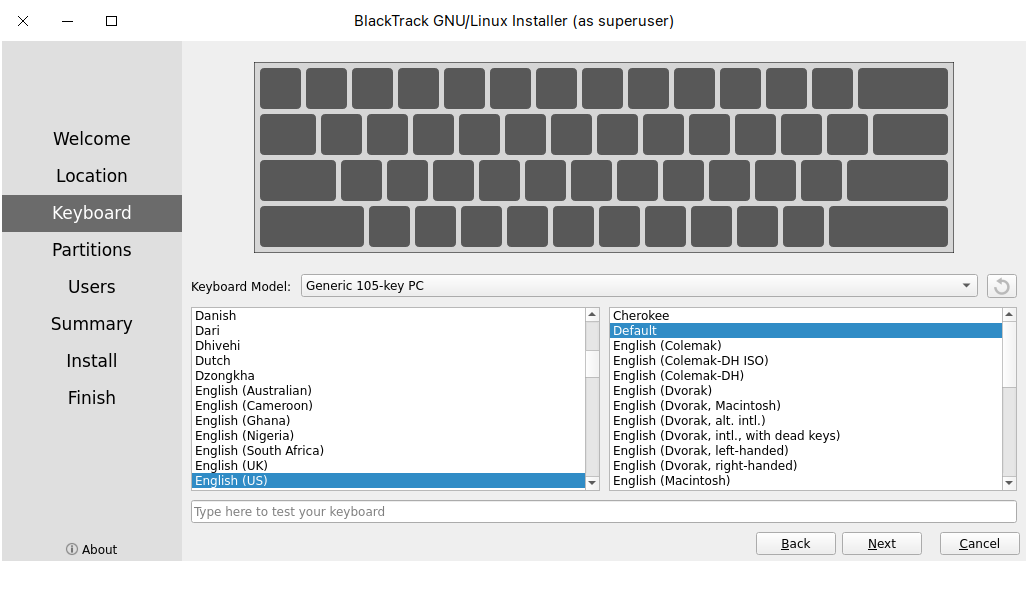 BlackTrack GNU/Linux Installer (as superuser)
Welcome
Location
Keyboard
Partitions
Users
Summary
Install
Finish
About
Keyboard Model: Generic 105-key PC
Danish
Dari
Dhivehi
Dutch
Dzongkha
English (Australian)
English (Cameroon)
English (Ghana)
English (Nigeria)
English (South Africa)
English (UK)
English (US)
Cherokee
Default
English (Colemak)
English (Colemak-DH ISO)
English (Colemak-DH)
English (Dvorak)
English (Dvorak, Macintosh)
English (Dvorak, alt. intl.)
English (Dvorak, intl., with dead keys)
English (Dvorak, left-handed)
English (Dvorak, right-handed)
English (Macintosh)
Type here to test your keyboard
Back Next Cancel